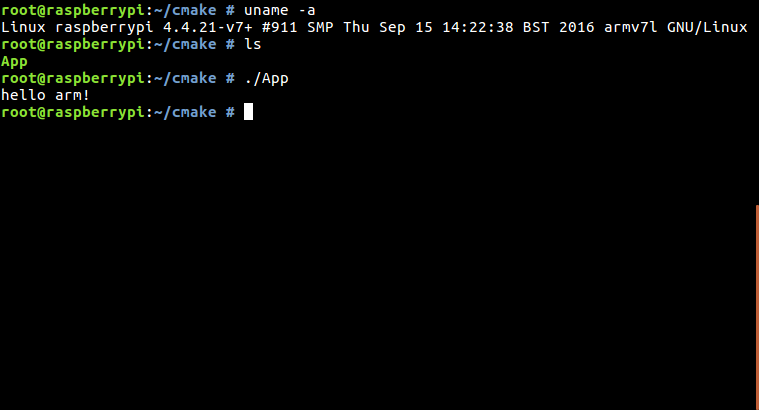 root@raspberrypi:~/cmake # uname -a
Linux raspberrypi 4.4.21-v7+ #911 SMP Thu Sep 15 14:22:38 BST 2016 armv7l GNU/Linux
root@raspberrypi:~/cmake # ls
App
root@raspberrypi:~/cmake # ./App
hello arm!
root@raspberrypi:~/cmake #